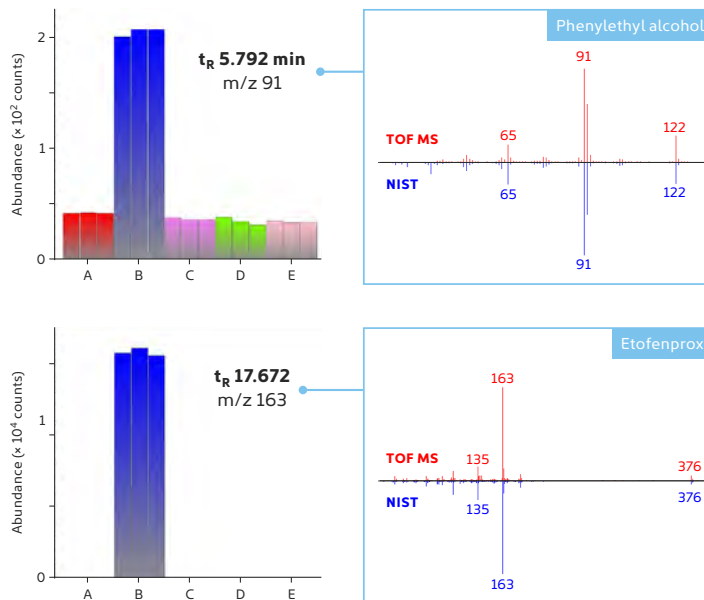 Abundance (× 10² counts)
2
1
0
A B C D E
tR 5.792 min
m/z 91
Phenylethyl alcohol
91
65
122
TOF MS
NIST
65
122
91
Abundance (× 10⁴ counts)
1
0
A B C D E
tR 17.672
m/z 163
Etofenprox
163
135
376
TOF MS
NIST
135
376
163